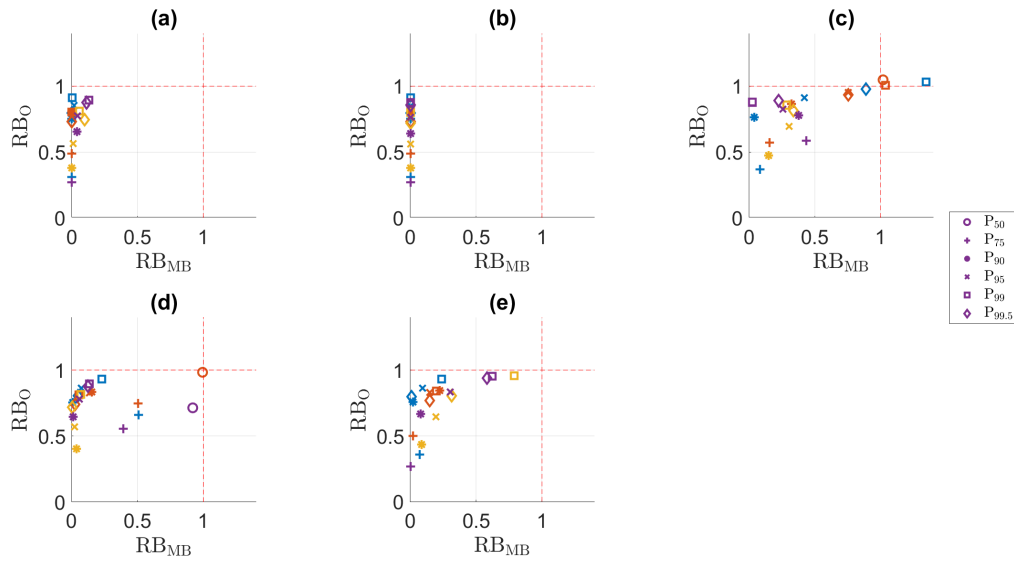 (a)
1
0.5
0
RB_O
0 0.5 1
RB_MB
(b)
1
0.5
0
RB_O
0 0.5 1
RB_MB
(c)
1
0.5
0
RB_O
0 0.5 1
RB_MB
P_50
P_75
P_90
P_95
P_99
P_99.5
(d)
1
0.5
0
RB_O
0 0.5 1
RB_MB
(e)
1
0.5
0
RB_O
0 0.5 1
RB_MB